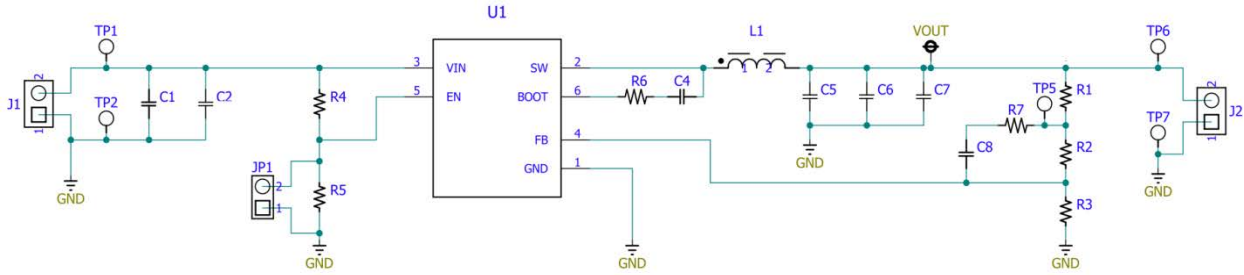 U1
TP1
L1
VOUT
TP6
3 VIN
SW 2
1 2
2
J1
1
TP2
C1
C2
R4
5 EN
BOOT 6
R6
C4
C5
C6
C7
R7
TP5
R1
2
J2
1
TP7
FB 4
C8
R2
GND
GND
JP1
2
1
R5
GND 1
GND
R3
GND
GND
GND